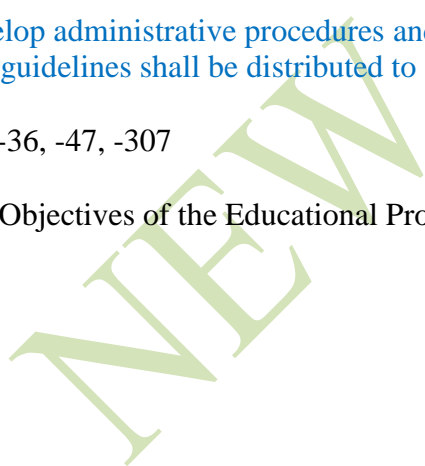 elop administrative procedures and
guidelines shall be distributed to
-36, -47, -307
Objectives of the Educational Pro
NEW